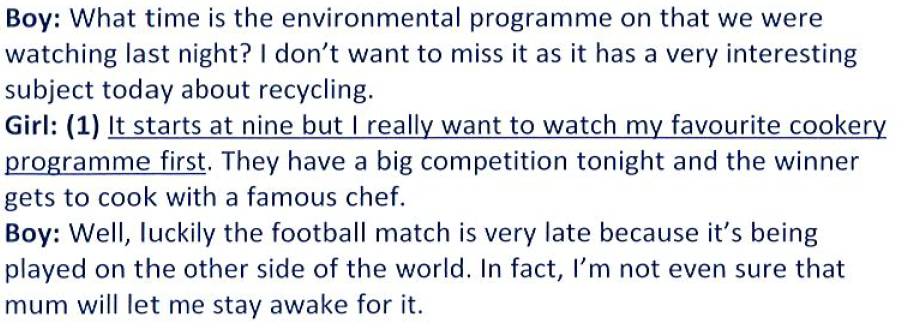 Boy: What time is the environmental programme on that we were
watching last night? I don't want to miss it as it has a very interesting
subject today about recycling.
Girl: (1) It starts at nine but I really want to watch my favourite cookery
programme first. They have a big competition tonight and the winner
gets to cook with a famous chef.
Boy: Well, luckily the football match is very late because it's being
played on the other side of the world. In fact, I'm not even sure that
mum will let me stay awake for it.